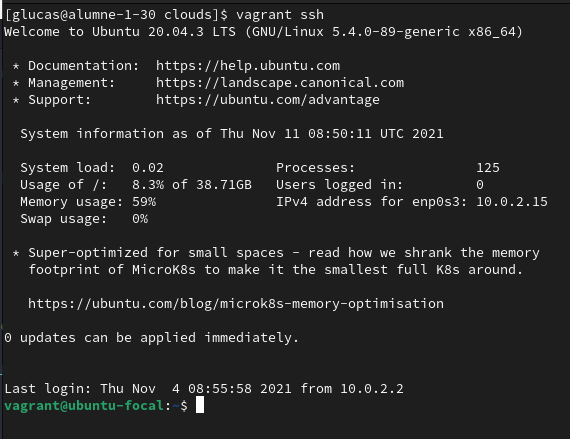 [glucas@alumne-1-30 clouds]$ vagrant ssh
Welcome to Ubuntu 20.04.3 LTS (GNU/Linux 5.4.0-89-generic x86_64)
* Documentation: https://help.ubuntu.com
* Management: https://landscape.canonical.com
* Support: https://ubuntu.com/advantage
System information as of Thu Nov 11 08:50:11 UTC 2021
System load: 0.02 Processes: 125
Usage of /: 8.3% of 38.71GB Users logged in: 0
Memory usage: 59% IPv4 address for enp0s3: 10.0.2.15
Swap usage: 0%
* Super-optimized for small spaces - read how we shrank the memory
footprint of MicroK8s to make it the smallest full K8s around.
https://ubuntu.com/blog/microk8s-memory-optimisation
0 updates can be applied immediately.
Last login: Thu Nov 4 08:55:58 2021 from 10.0.2.2
vagrant@ubuntu-focal:~$